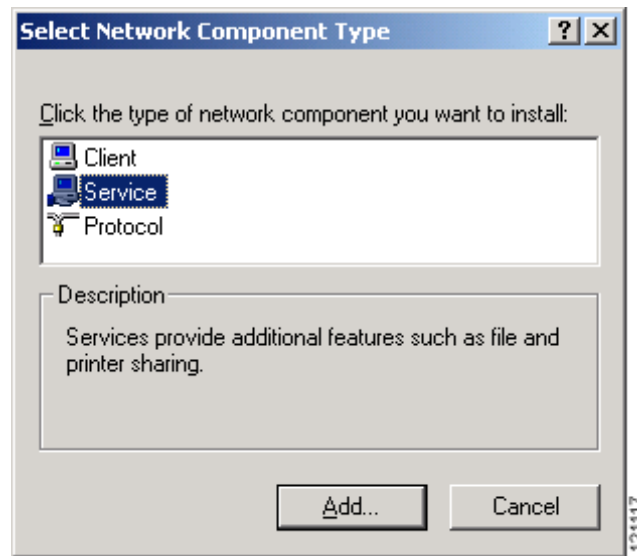 Select Network Component Type
Click the type of network component you want to install:
Client
Service
Protocol
Description
Services provide additional features such as file and
printer sharing.
Add...
Cancel
121117